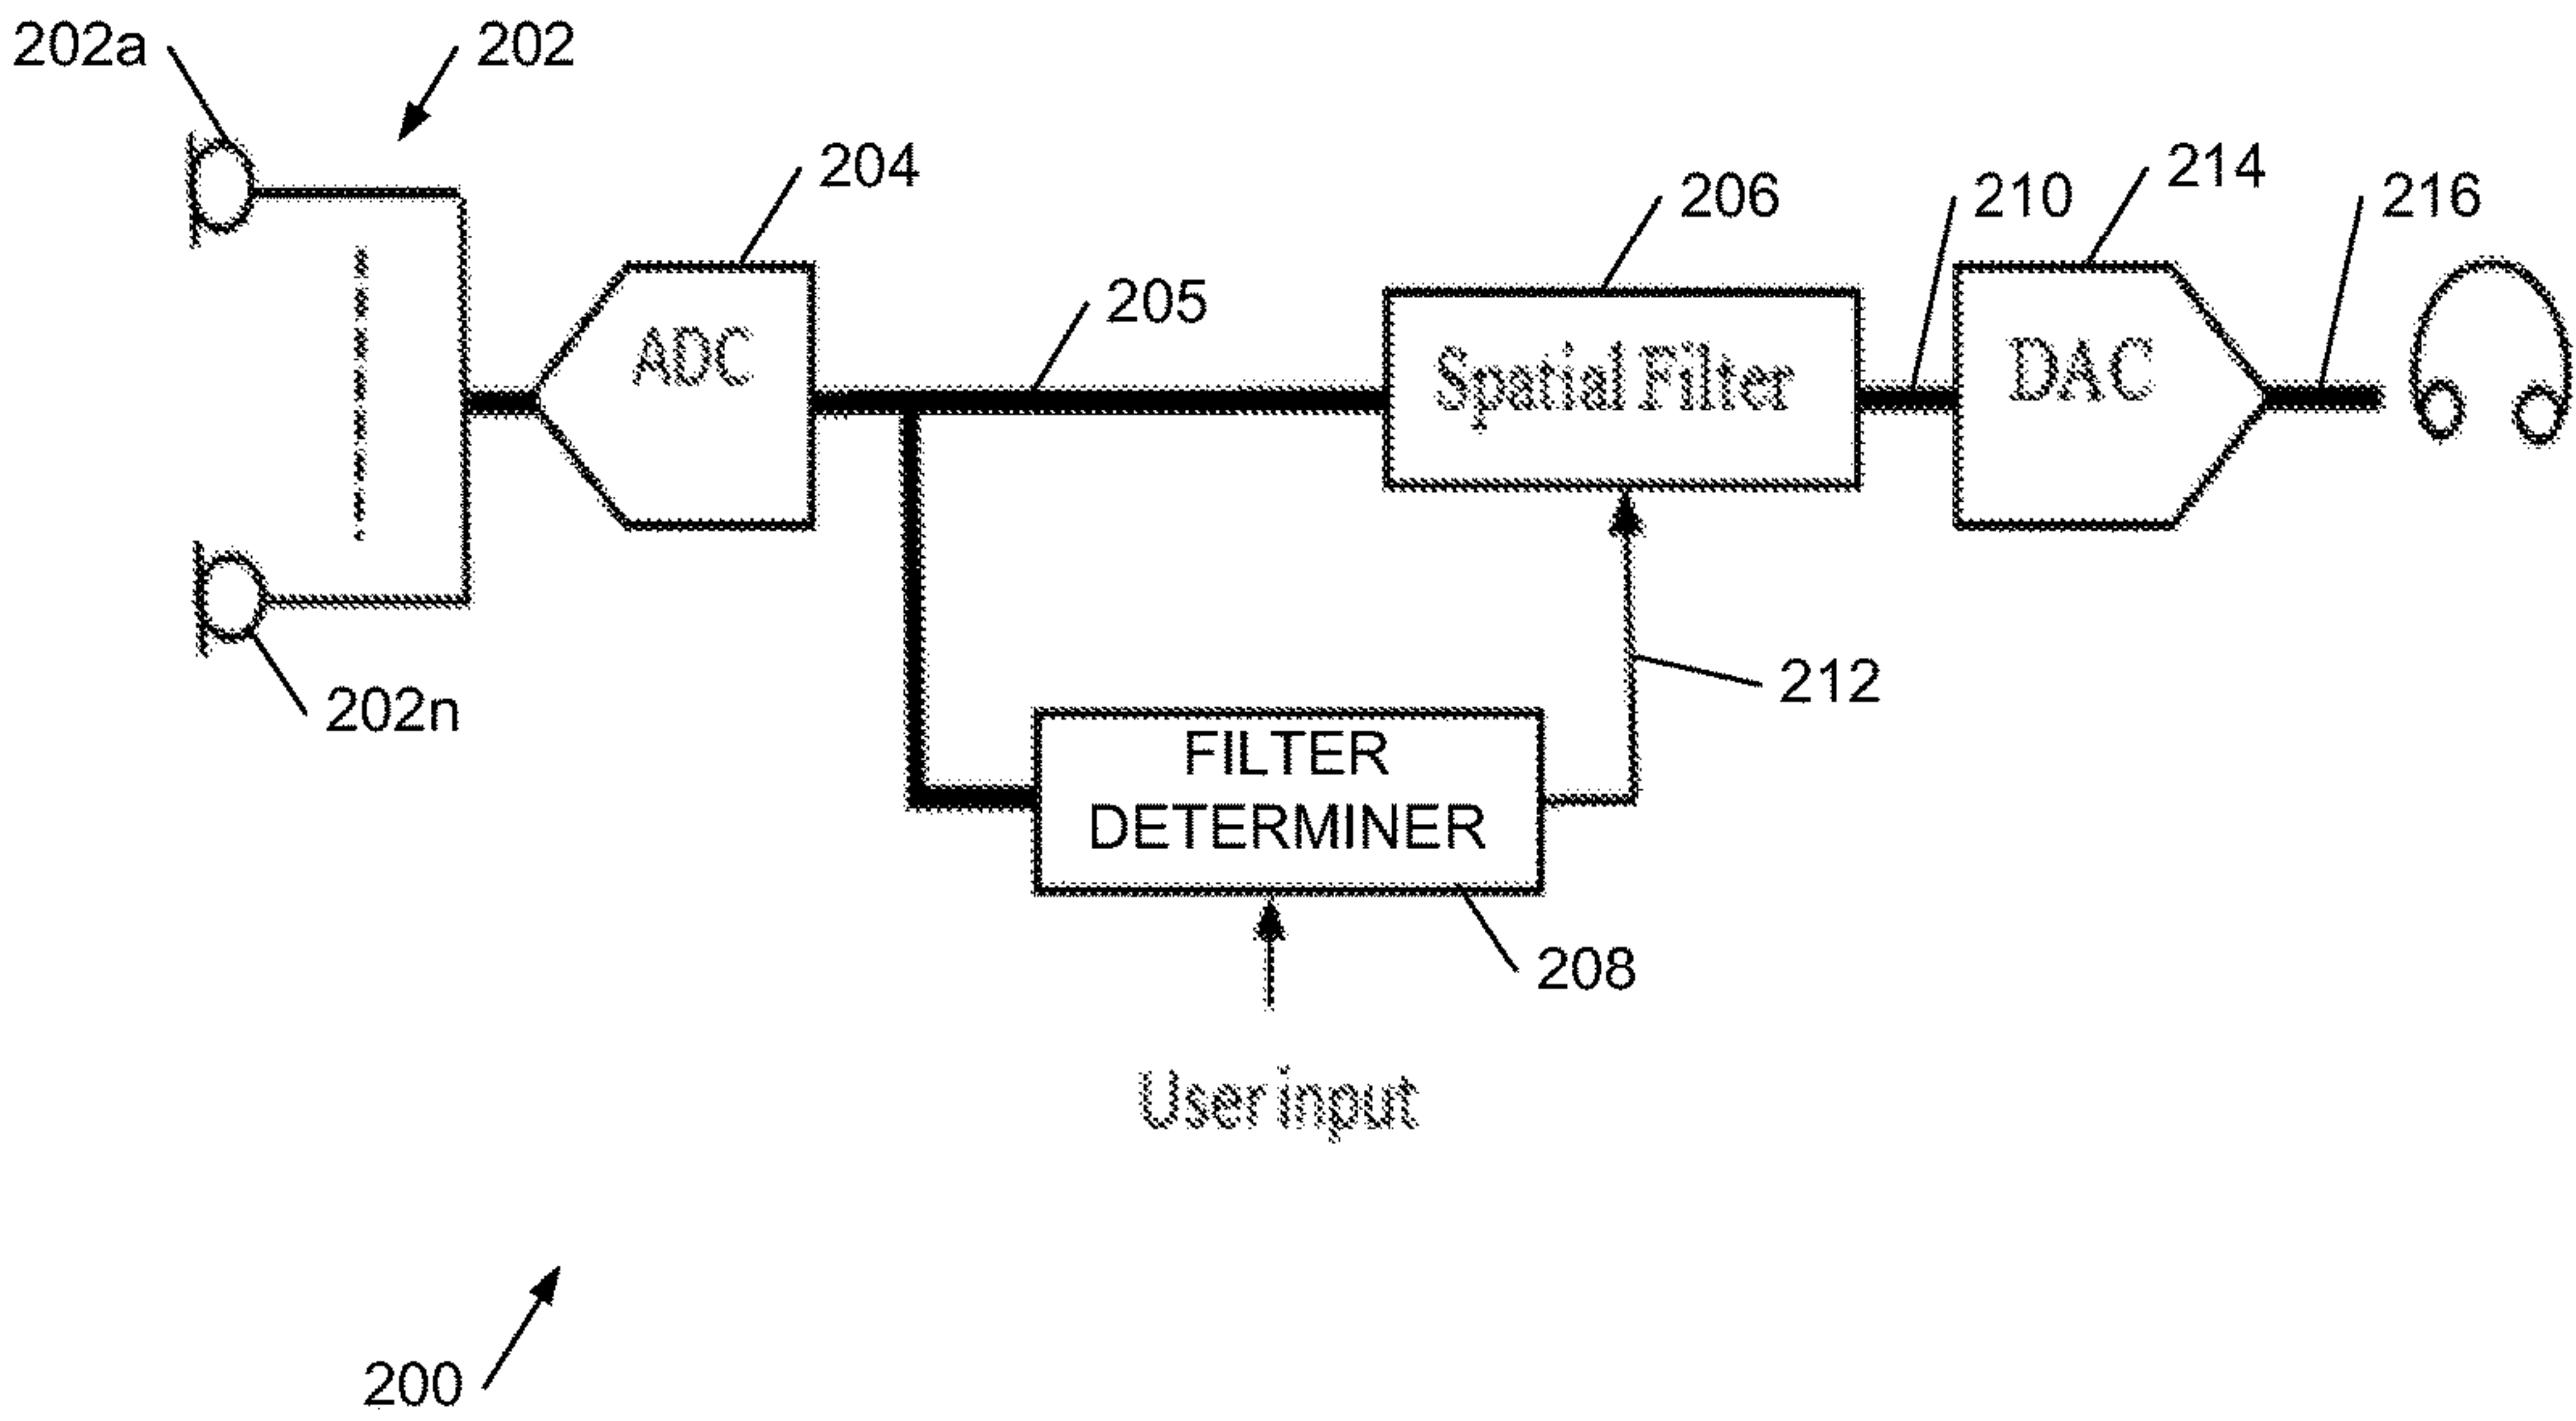 202a
202
204
206
214
210
216
205
ADC
Spatial Filter
DAC
212
202n
FILTER
DETERMINER
208
User input
200